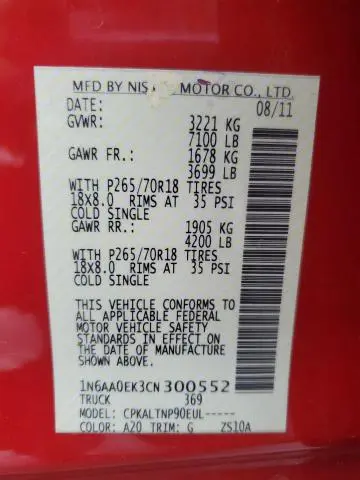 MFD BY NIS MOTOR CO., LTD.
DATE: 08/11
GVWR: 3221 KG
7100 LB
GAWR FR.: 1678 KG
3699 LB
WITH P265/70R18 TIRES
18X8.0 RIMS AT 35 PSI
COLD SINGLE
GAWR RR.: 1905 KG
4200 LB
WITH P265/70R18 TIRES
18X8.0 RIMS AT 35 PSI
COLD SINGLE
THIS VEHICLE CONFORMS TO
ALL APPLICABLE FEDERAL
MOTOR VEHICLE SAFETY
STANDARDS IN EFFECT ON
THE DATE OF MANUFACTURE
SHOWN ABOVE.
1N6AA0EK3CN300552
TRUCK 369
MODEL: CPKALTNP90EUL-----
COLOR: A20 TRIM: G ZS10A